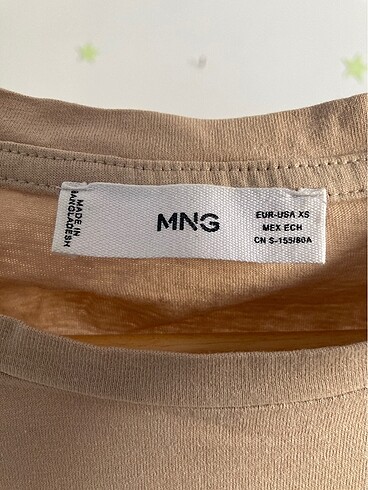 MADE IN
BANGLADESH
MNG
EUR-USA XS
MEX ECH
CN S-155/80A